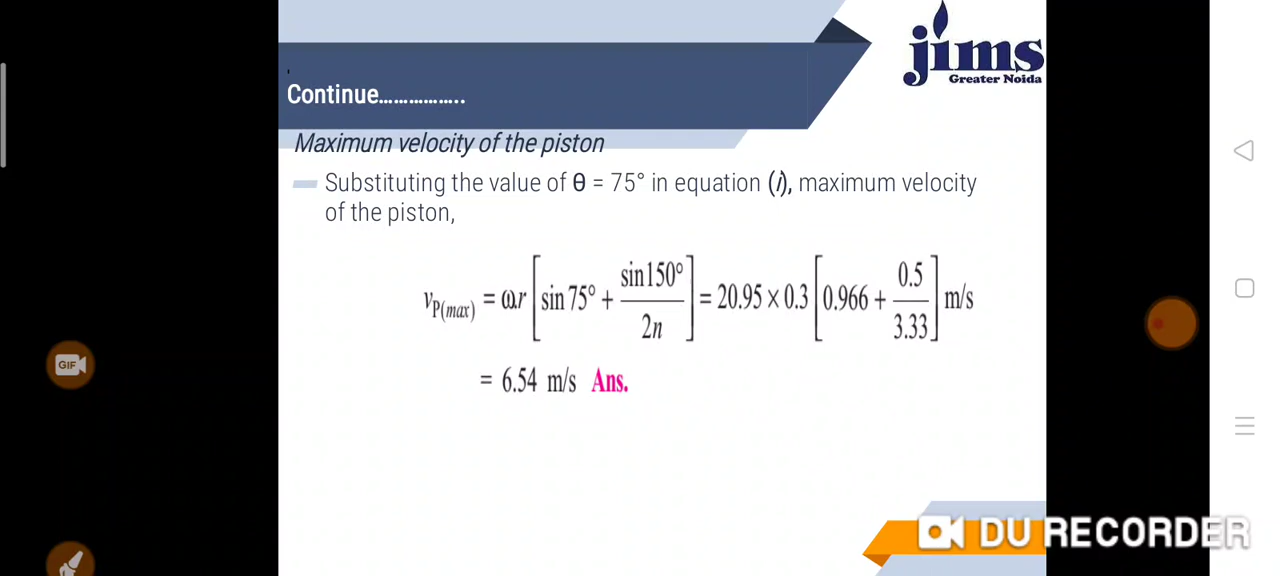 jims
Greater Noida
Continue……………..
Maximum velocity of the piston
Substituting the value of θ = 75° in equation (i), maximum velocity
of the piston,
vP(max) = ω.r [sin 75° + sin150°/2n] = 20.95 × 0.3 [0.966 + 0.5/3.33] m/s
= 6.54 m/s Ans.
GIF
DU RECORDER